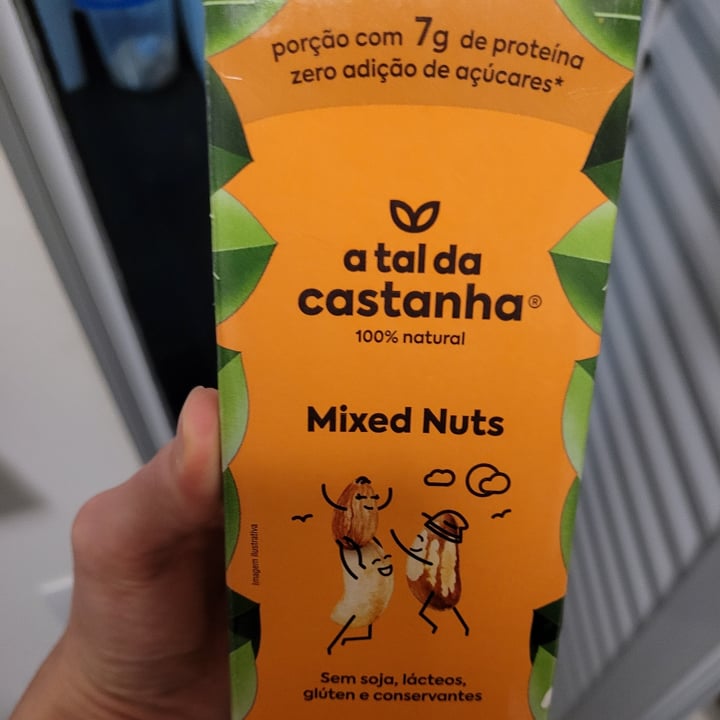 porção com 7g de proteína
zero adição de açúcares*
a tal da
castanha®
100% natural
Mixed Nuts
Imagem ilustrativa
Sem soja, lácteos,
glúten e conservantes